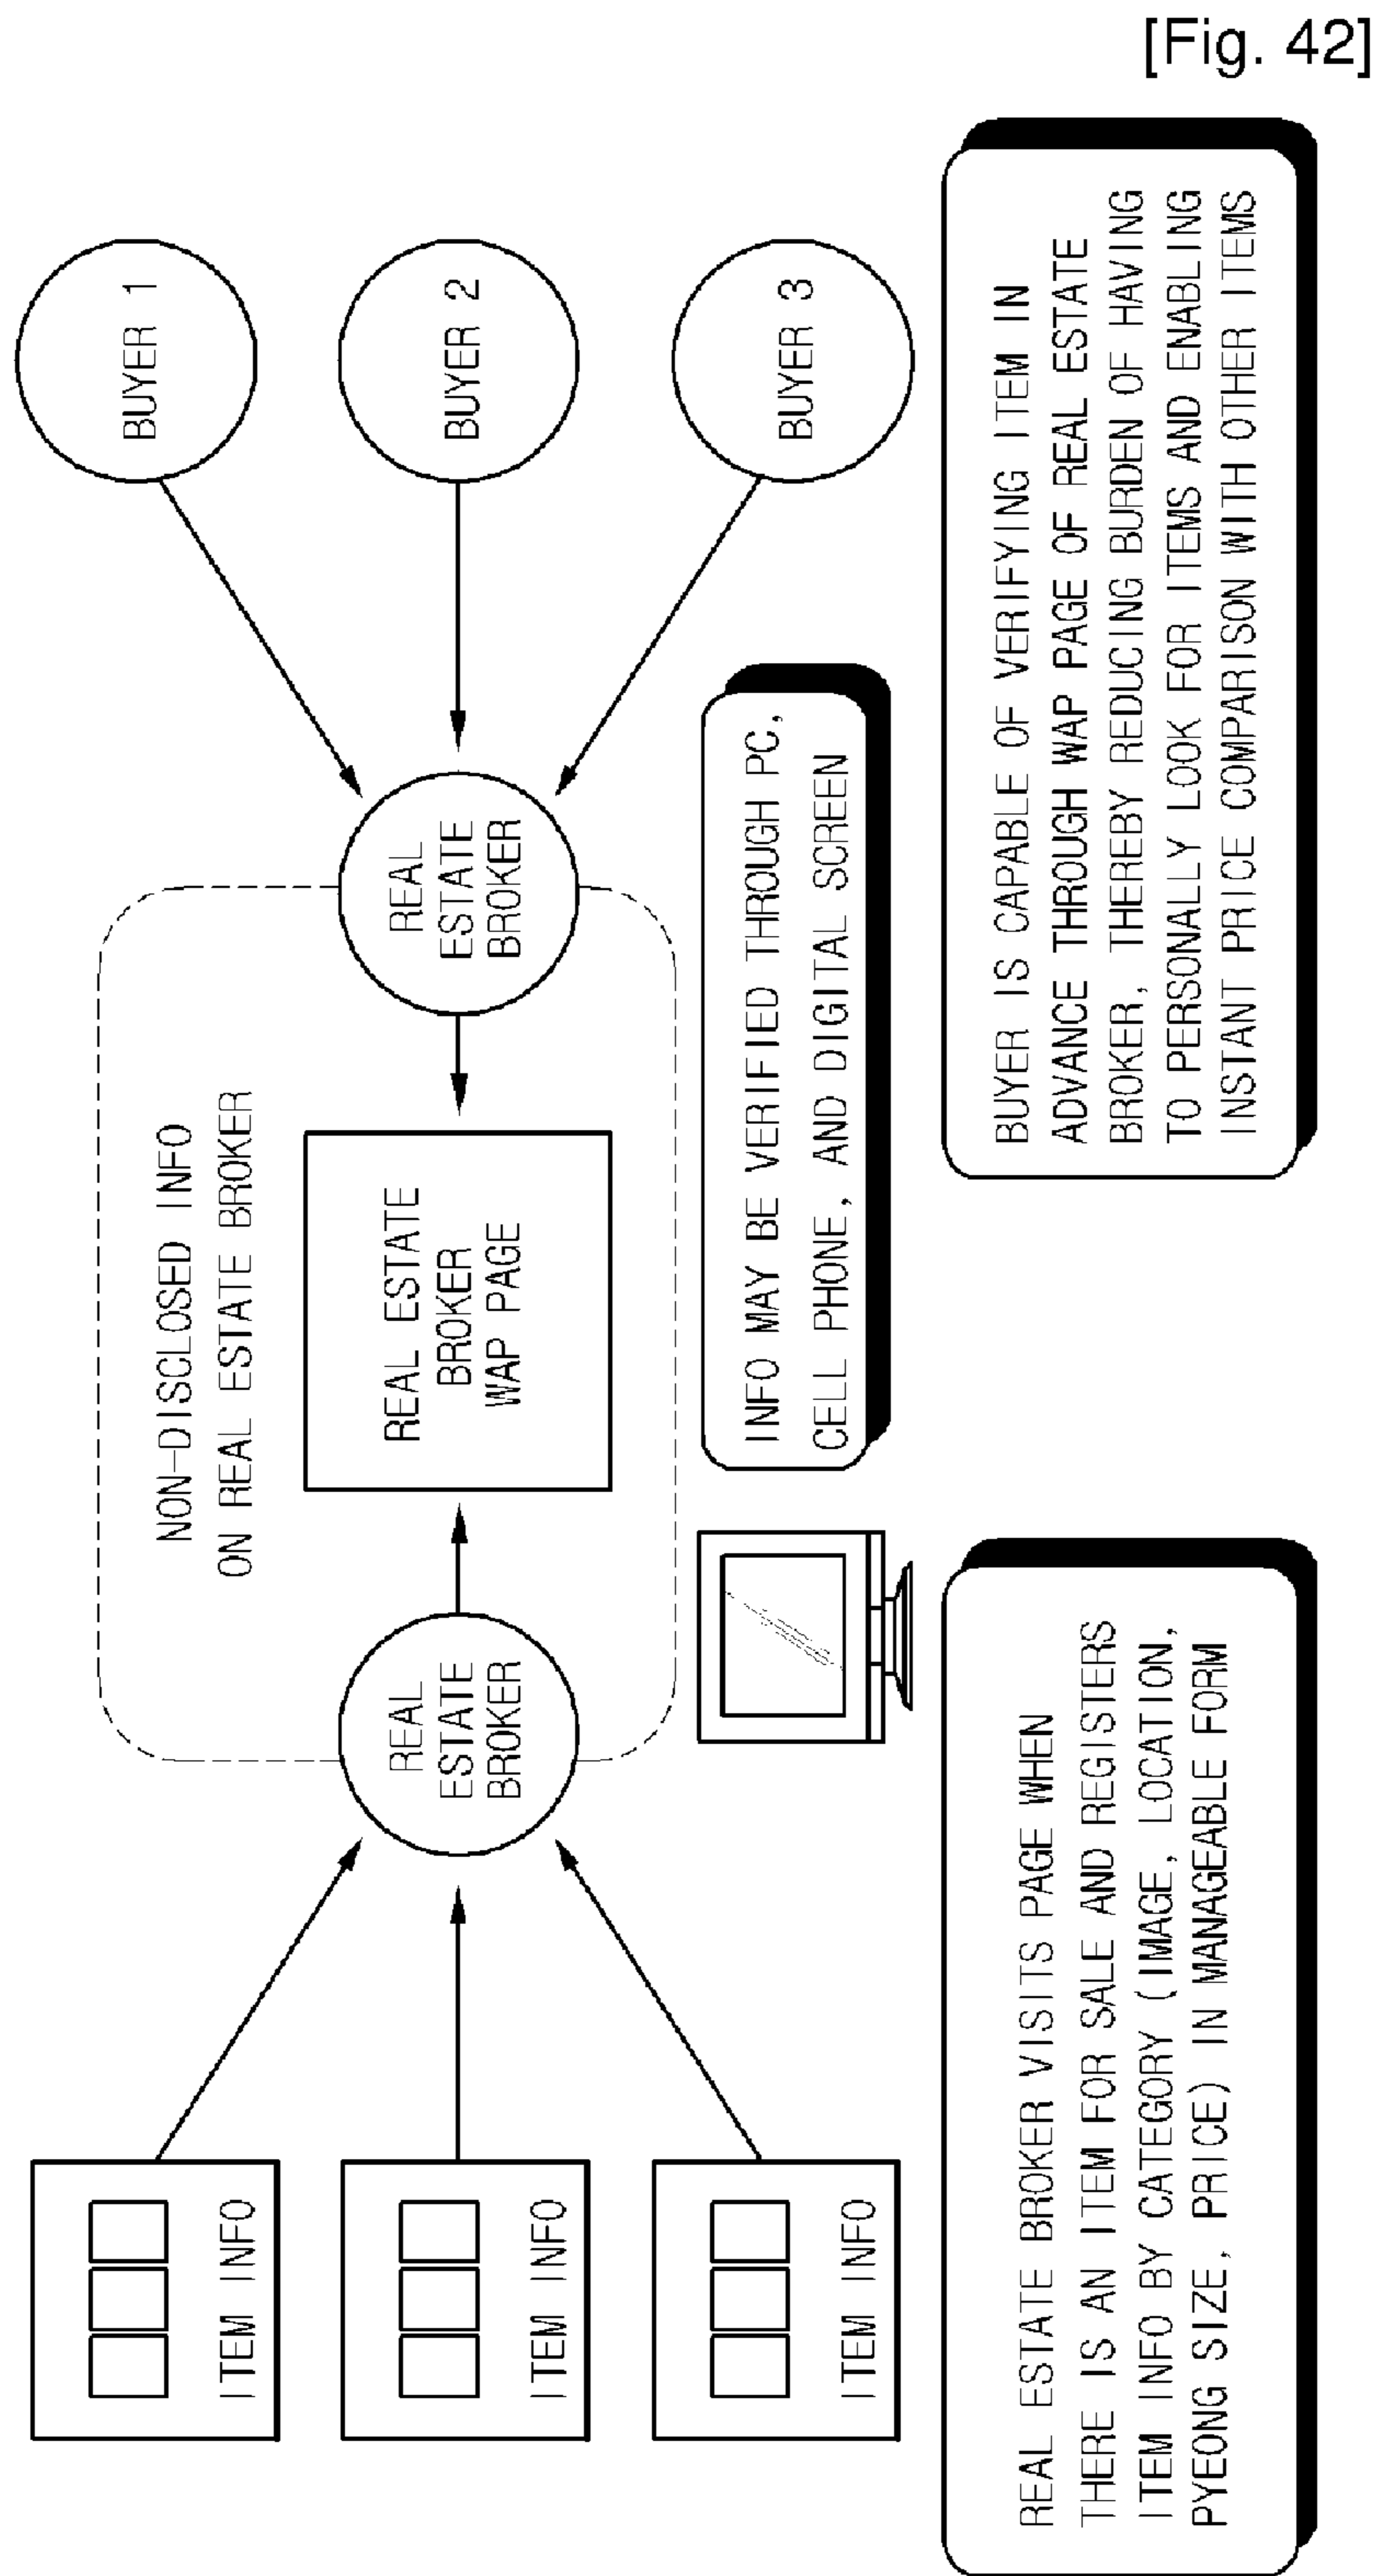 [Fig. 42]
ITEM INFO
ITEM INFO
ITEM INFO
REAL
ESTATE
BROKER
NON-DISCLOSED INFO
ON REAL ESTATE BROKER
REAL ESTATE
BROKER
WAP PAGE
REAL
ESTATE
BROKER
BUYER 1
BUYER 2
BUYER 3
INFO MAY BE VERIFIED THROUGH PC,
CELL PHONE, AND DIGITAL SCREEN
REAL ESTATE BROKER VISITS PAGE WHEN
THERE IS AN ITEM FOR SALE AND REGISTERS
ITEM INFO BY CATEGORY (IMAGE, LOCATION,
PYEONG SIZE, PRICE) IN MANAGEABLE FORM
BUYER IS CAPABLE OF VERIFYING ITEM IN
ADVANCE THROUGH WAP PAGE OF REAL ESTATE
BROKER, THEREBY REDUCING BURDEN OF HAVING
TO PERSONALLY LOOK FOR ITEMS AND ENABLING
INSTANT PRICE COMPARISON WITH OTHER ITEMS